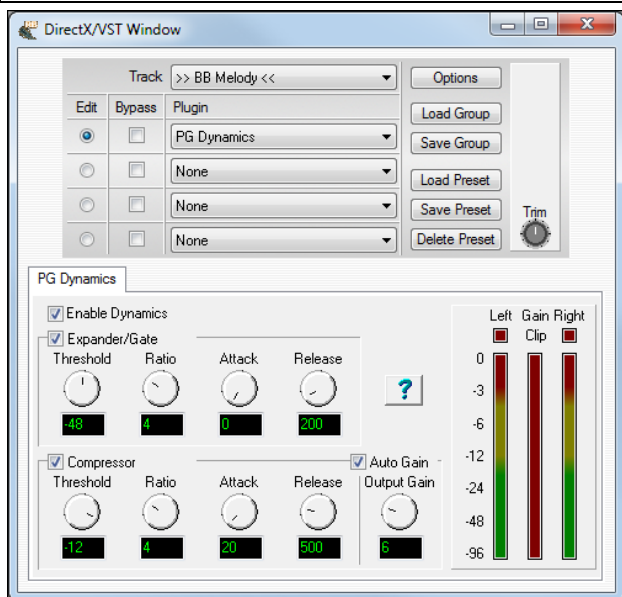 DirectX/VST Window
Track >> BB Melody << Options
Edit Bypass Plugin Load Group
PG Dynamics Save Group
None Load Preset
None Save Preset Trim
None Delete Preset
PG Dynamics
Enable Dynamics Left Gain Right
Expander/Gate Clip
Threshold Ratio Attack Release 0
? -3
-48 4 0 200 -6
Compressor Auto Gain -12
Threshold Ratio Attack Release Output Gain -24
-48
-12 4 20 500 6 -96